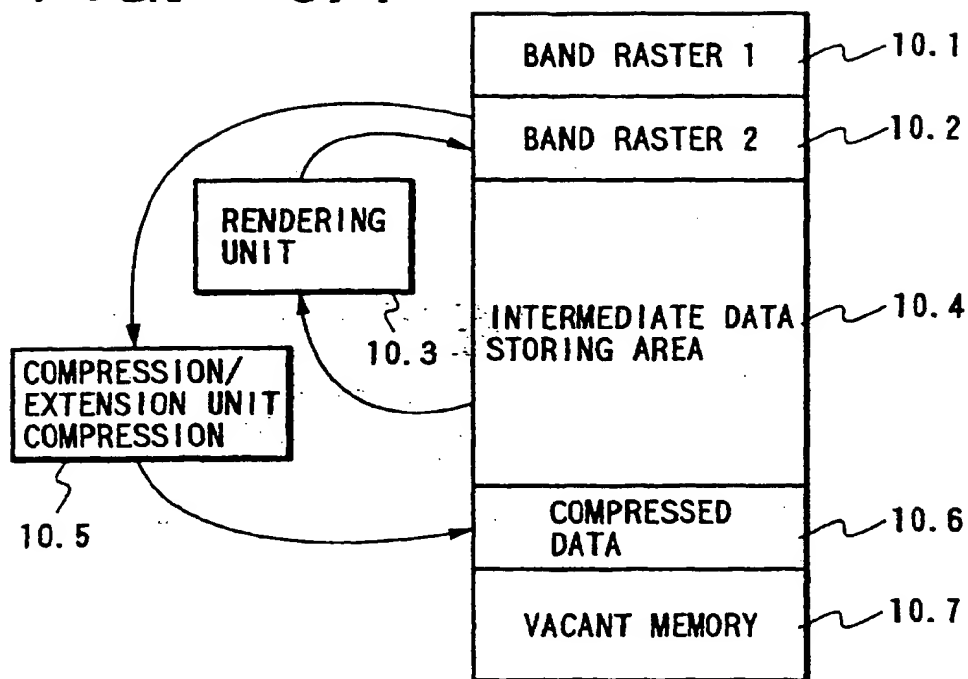 BAND RASTER 1
10.1
BAND RASTER 2
10.2
RENDERING
UNIT
10.3
INTERMEDIATE DATA
STORING AREA
10.4
COMPRESSION/
EXTENSION UNIT
COMPRESSION
10.5
COMPRESSED
DATA
10.6
VACANT MEMORY
10.7